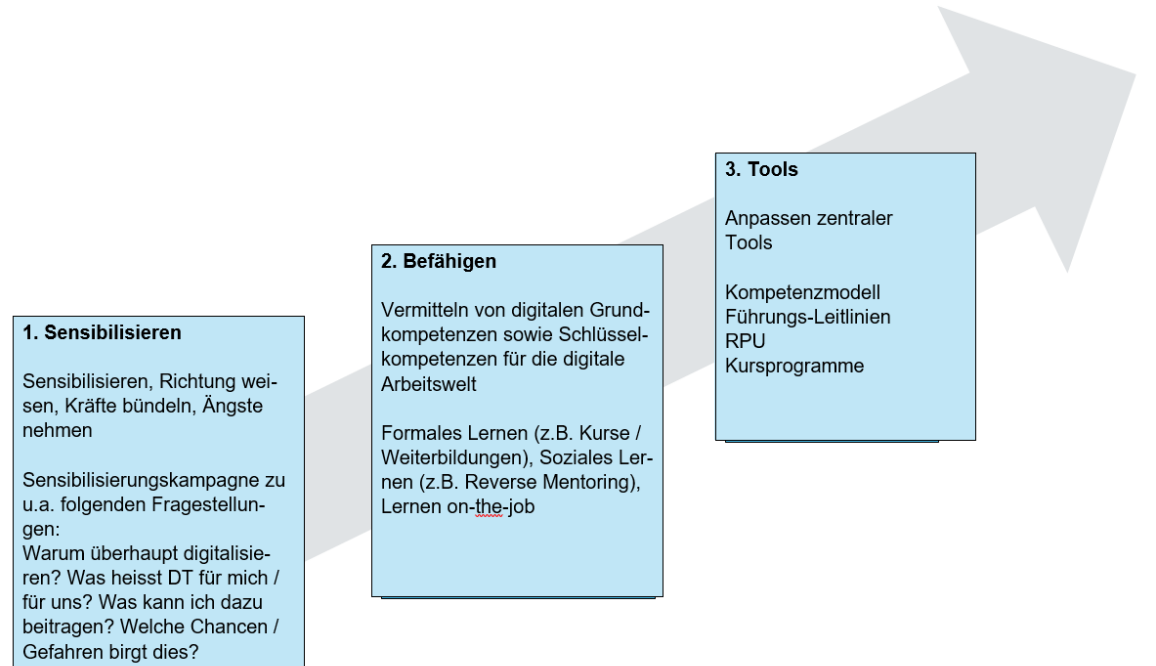 1. Sensibilisieren
Sensibilisieren, Richtung wei-
sen, Kräfte bündeln, Ängste
nehmen
Sensibilisierungskampagne zu
u.a. folgenden Fragestellun-
gen:
Warum überhaupt digitalisie-
ren? Was heisst DT für mich /
für uns? Was kann ich dazu
beitragen? Welche Chancen /
Gefahren birgt dies?
2. Befähigen
Vermitteln von digitalen Grund-
kompetenzen sowie Schlüssel-
kompetenzen für die digitale
Arbeitswelt
Formales Lernen (z.B. Kurse /
Weiterbildungen), Soziales Ler-
nen (z.B. Reverse Mentoring),
Lernen on-the-job
3. Tools
Anpassen zentraler
Tools
Kompetenzmodell
Führungs-Leitlinien
RPU
Kursprogramme